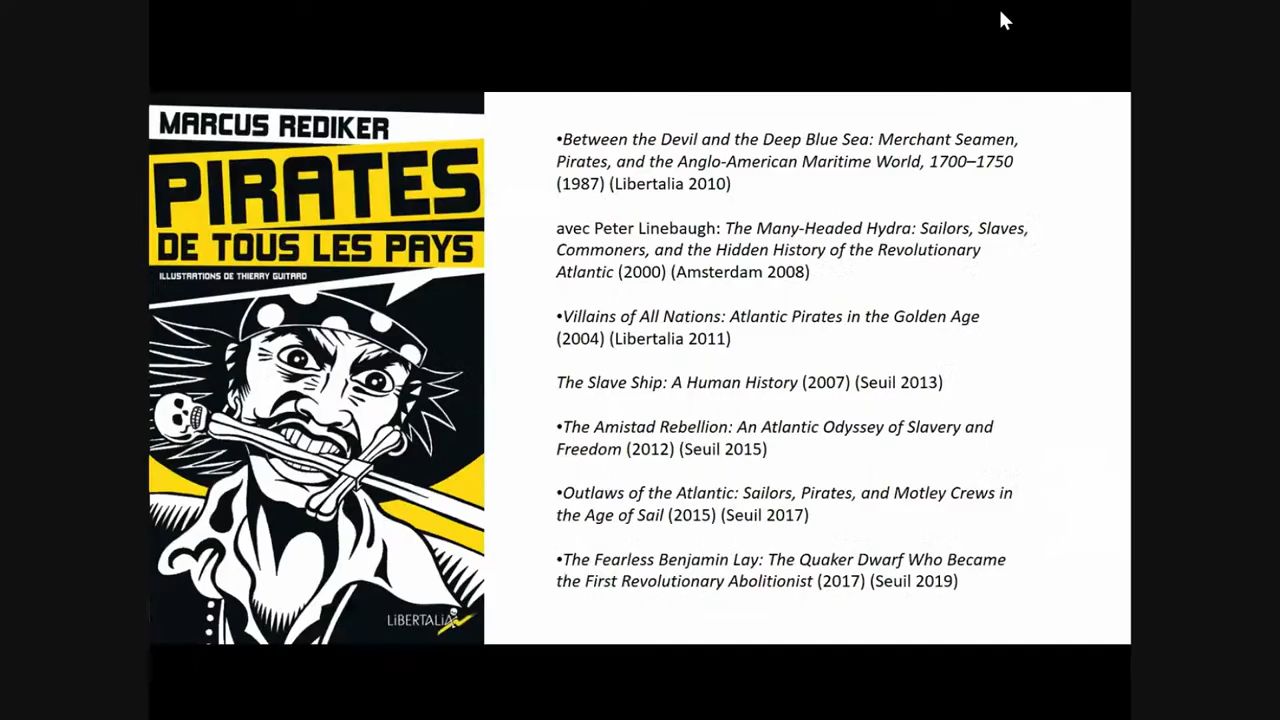 MARCUS REDIKER
PIRATES
DE TOUS LES PAYS
ILLUSTRATIONS DE THIERRY GUITARD
LiBERTALiA
•Between the Devil and the Deep Blue Sea: Merchant Seamen,
Pirates, and the Anglo-American Maritime World, 1700–1750
(1987) (Libertalia 2010)
avec Peter Linebaugh: The Many-Headed Hydra: Sailors, Slaves,
Commoners, and the Hidden History of the Revolutionary
Atlantic (2000) (Amsterdam 2008)
•Villains of All Nations: Atlantic Pirates in the Golden Age
(2004) (Libertalia 2011)
The Slave Ship: A Human History (2007) (Seuil 2013)
•The Amistad Rebellion: An Atlantic Odyssey of Slavery and
Freedom (2012) (Seuil 2015)
•Outlaws of the Atlantic: Sailors, Pirates, and Motley Crews in
the Age of Sail (2015) (Seuil 2017)
•The Fearless Benjamin Lay: The Quaker Dwarf Who Became
the First Revolutionary Abolitionist (2017) (Seuil 2019)